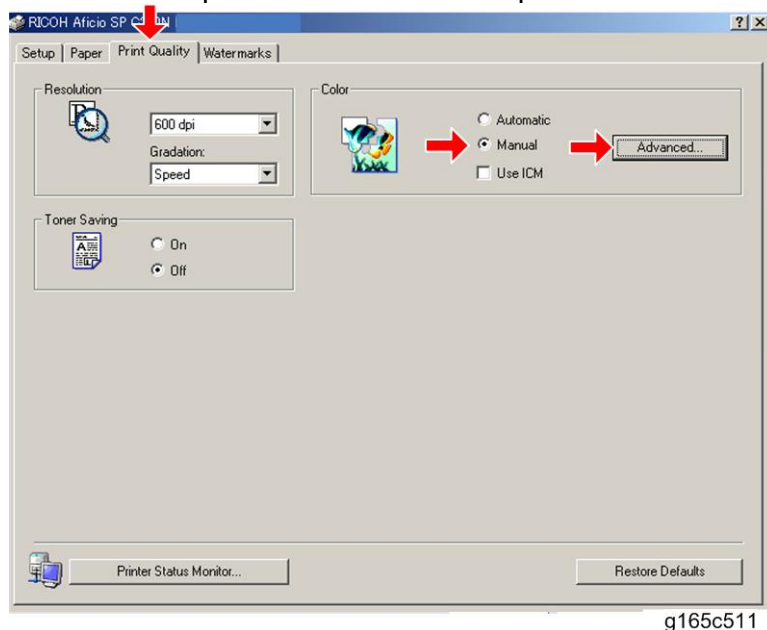 RICOH Aficio SP
Setup Paper Print Quality Watermarks
Resolution
600 dpi
Gradation:
Speed
Color
Automatic
Manual
Use ICM
Advanced...
Toner Saving
On
Off
Printer Status Monitor...
Restore Defaults
g165c511